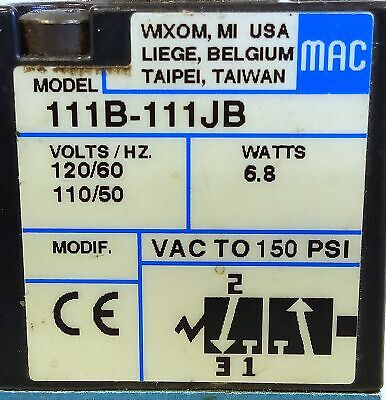 WIXOM, MI USA
LIEGE, BELGIUM
TAIPEI, TAIWAN
MAC
MODEL
111B-111JB
VOLTS / HZ.
120/60
110/50
WATTS
6.8
MODIF.
VAC TO 150 PSI
CE
2
3 1